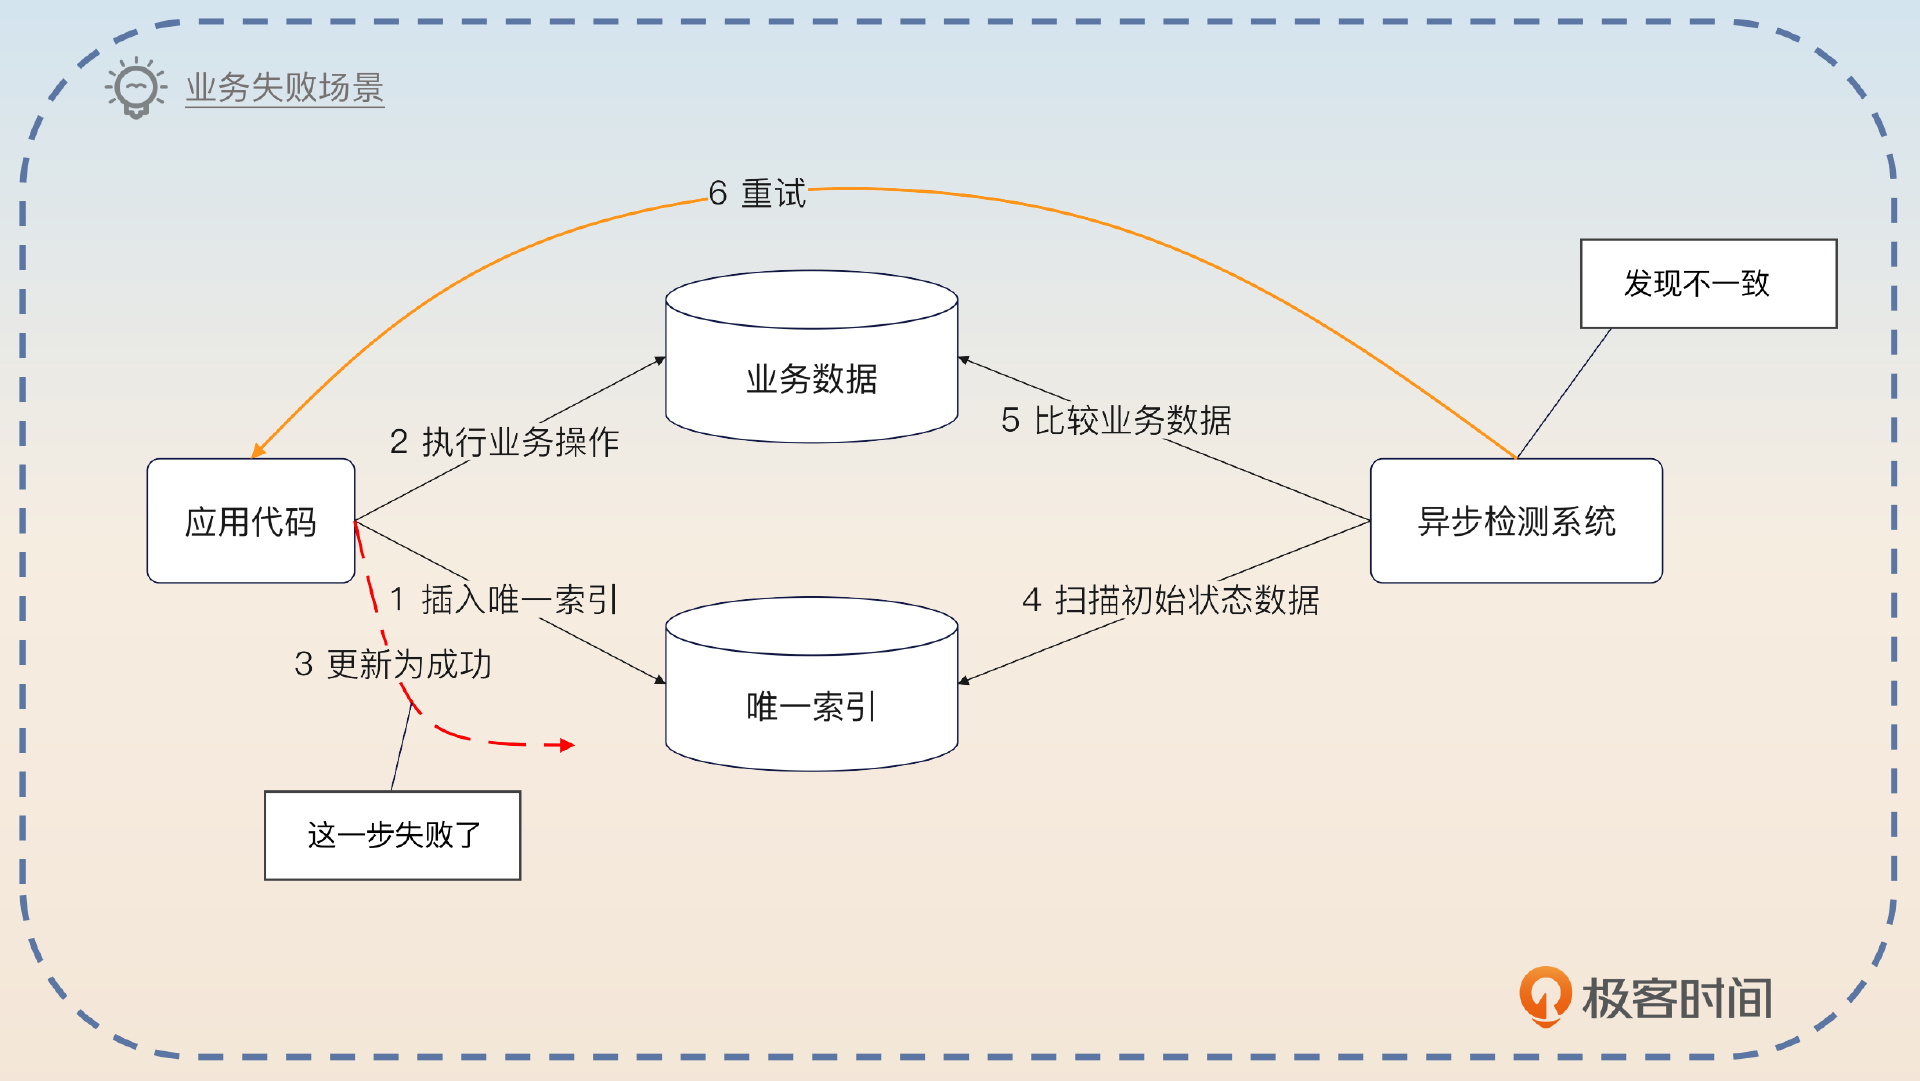 业务失败场景
6 重试
发现不一致
业务数据
5 比较业务数据
2 执行业务操作
应用代码
异步检测系统
1 插入唯一索引
4 扫描初始状态数据
3 更新为成功
唯一索引
这一步失败了
极客时间